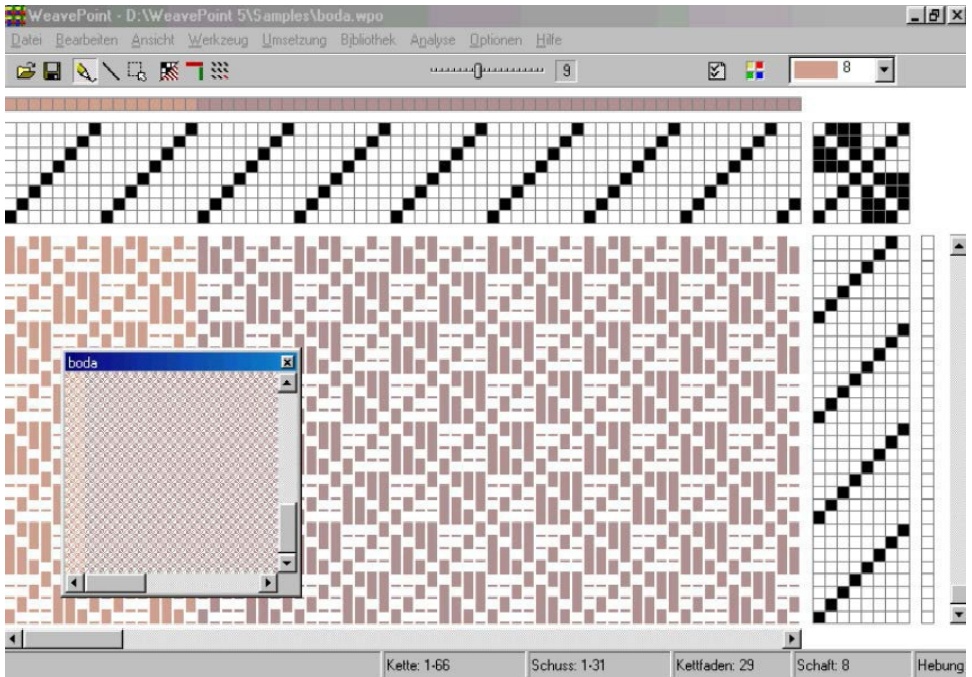 WeavePoint - D:\WeavePoint 5\Samples\boda.wpo
Datei Bearbeiten Ansicht Werkzeug Umsetzung Bibliothek Analyse Optionen Hilfe
9 8
boda
Kette: 1-66 Schuss: 1-31 Kettfaden: 29 Schaft: 8 Hebung